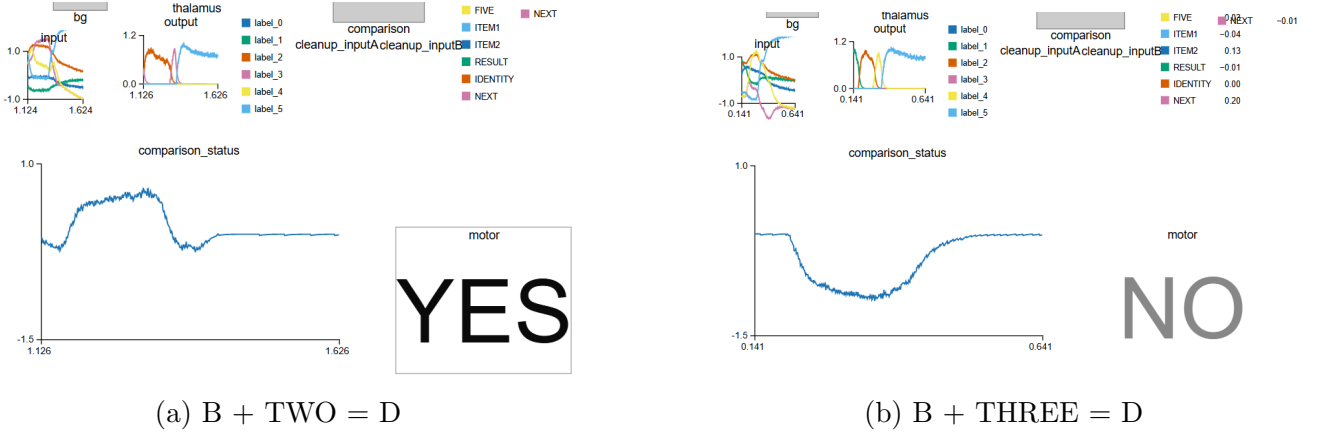 bg
input
1.0
-1.0
1.124
1.624
thalamus
output
1.2
0.0
1.126
1.626
label_0
label_1
label_2
label_3
label_4
label_5
comparison
cleanup_inputA
cleanup_inputB
FIVE
ITEM1
ITEM2
RESULT
IDENTITY
NEXT
NEXT
comparison_status
1.0
-1.5
1.126
1.626
motor
YES
(a) B + TWO = D
bg
input
1.0
-1.0
0.141
0.641
thalamus
output
1.2
0.0
0.141
0.641
label_0
label_1
label_2
label_3
label_4
label_5
comparison
cleanup_inputA
cleanup_inputB
FIVE
ITEM1 -0.04
ITEM2 0.13
RESULT -0.01
IDENTITY 0.00
NEXT 0.20
NEXT -0.01
comparison_status
1.0
-1.5
0.141
0.641
motor
NO
(b) B + THREE = D